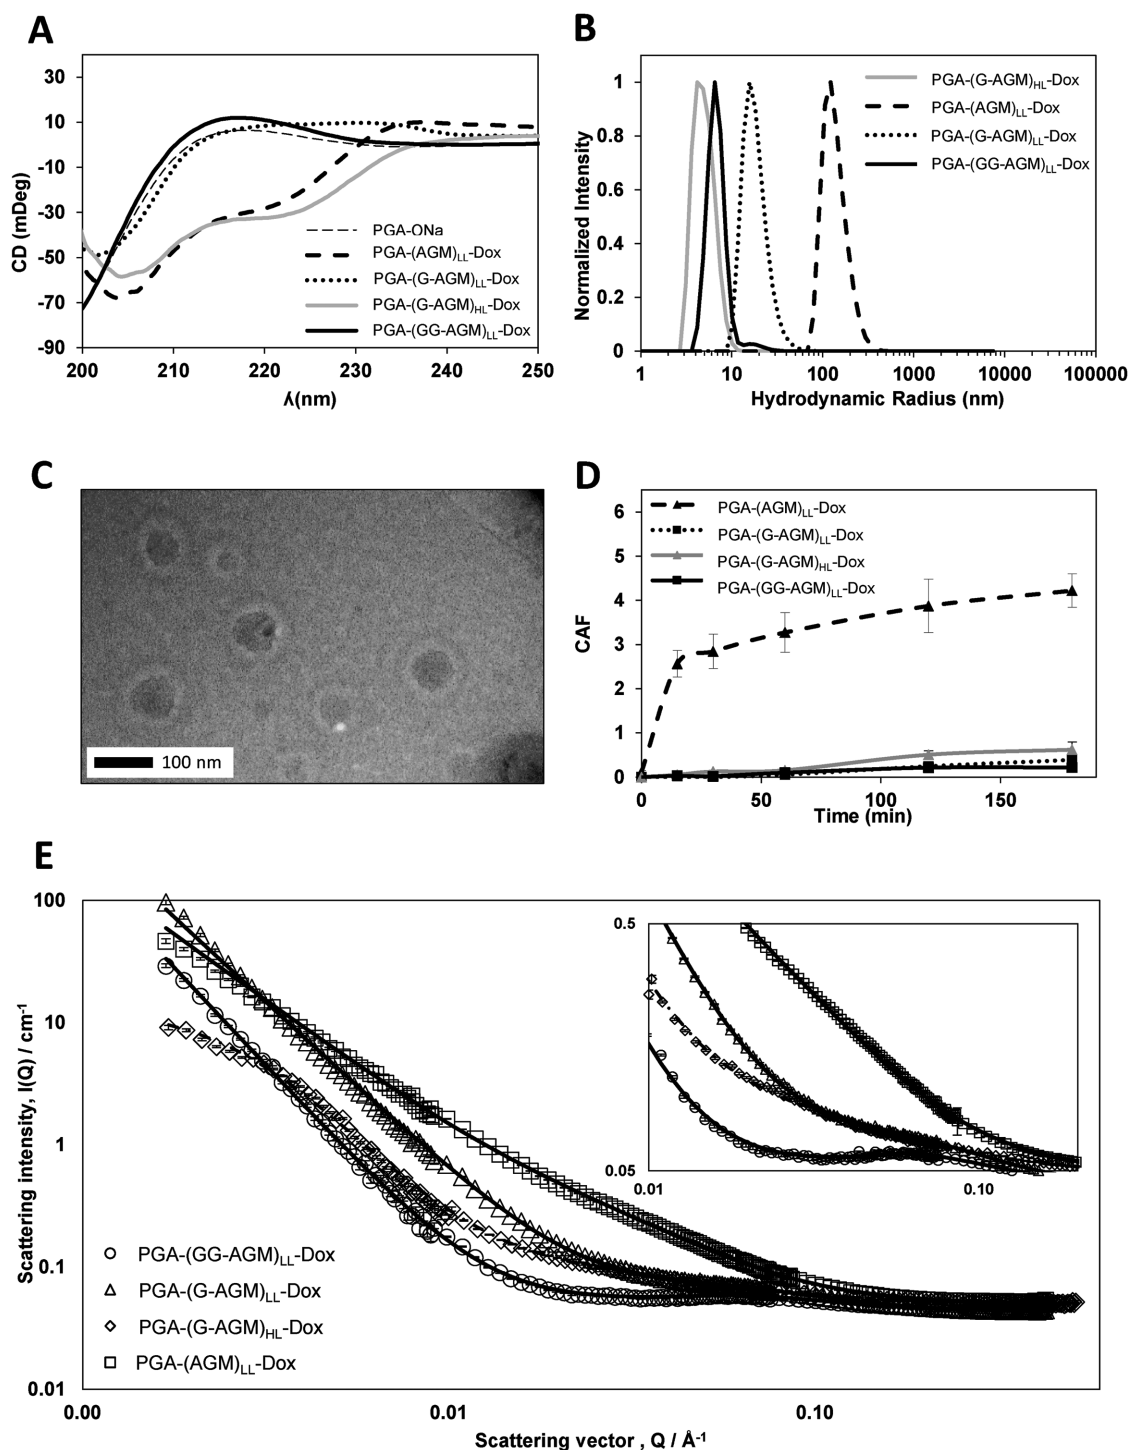 A
30
10
-10
-30
-50
-70
-90
CD (mDeg)
200 210 220 230 240 250
ʎ(nm)
PGA-ONa
PGA-(AGM)LL-Dox
PGA-(G-AGM)LL-Dox
PGA-(G-AGM)HL-Dox
PGA-(GG-AGM)LL-Dox
B
1
0.8
0.6
0.4
0.2
0
Normalized Intensity
1 10 100 1000 10000 100000
Hydrodynamic Radius (nm)
PGA-(G-AGM)HL-Dox
PGA-(AGM)LL-Dox
PGA-(G-AGM)LL-Dox
PGA-(GG-AGM)LL-Dox
C
100 nm
D
6
5
4
3
2
1
0
CAF
0 50 100 150
Time (min)
PGA-(AGM)LL-Dox
PGA-(G-AGM)LL-Dox
PGA-(G-AGM)HL-Dox
PGA-(GG-AGM)LL-Dox
E
100
10
1
0.1
0.01
Scattering intensity, I(Q) / cm-1
0.00 0.01 0.10
Scattering vector , Q / Å-1
PGA-(GG-AGM)LL-Dox
PGA-(G-AGM)LL-Dox
PGA-(G-AGM)HL-Dox
PGA-(AGM)LL-Dox
0.5
0.05
0.01 0.10